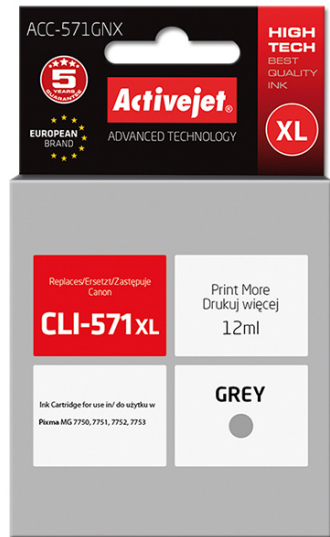 ACC-571GNX
HIGH
TECH
BEST
QUALITY
INK
5
YEARS
GUARANTEE
Activejet®
EUROPEAN
BRAND
ADVANCED TECHNOLOGY
XL
Replaces/Ersetzt/Zastępuje
Canon
CLI-571XL
Print More
Drukuj więcej
12ml
Ink Cartridge for use in/ do użytku w
Pixma MG 7750, 7751, 7752, 7753
GREY